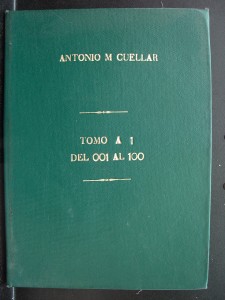 ANTONIO M CUELLAR
TOMO A 1
DEL 001 AL 100